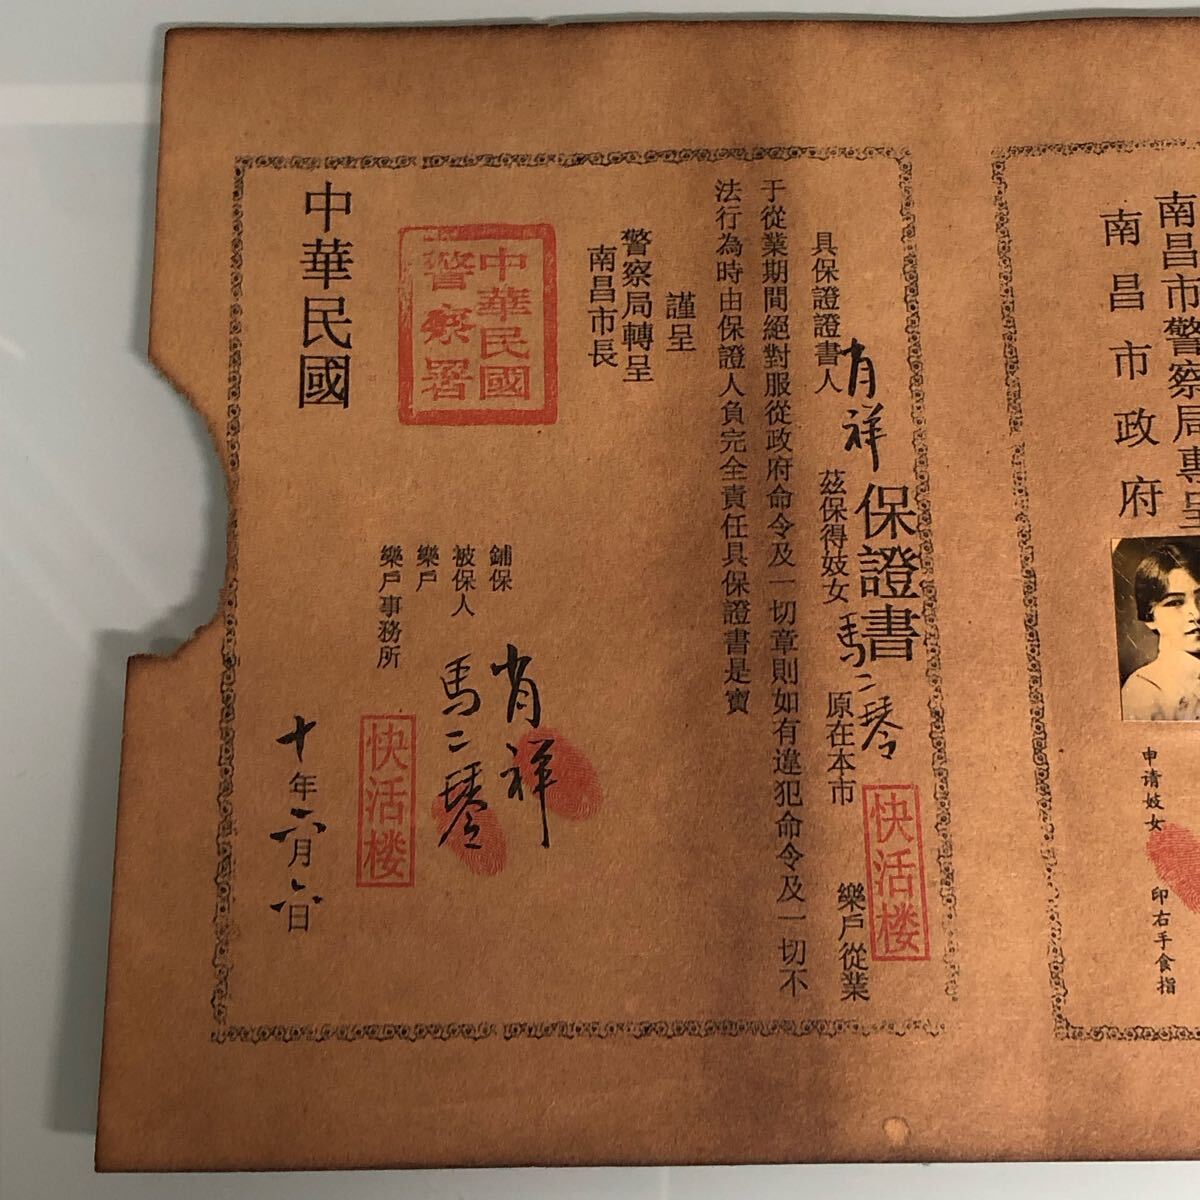 南昌市警察局專呈
南昌市政府
申请妓女
印右手食指
保證書
具保證證書人 肖祥 茲保得妓女 馬二琴 原在本市 快活楼 樂戶從業
于從業期間絕對服從政府命令及一切章則如有違犯命令及一切不
法行為時由保證人負完全責任具保證書是實
謹呈
警察局轉呈
南昌市長
中華民國
警察署
鋪保 肖祥
被保人 馬二琴
樂戶
樂戶事務所
快活楼
中華民國
十年六月六日